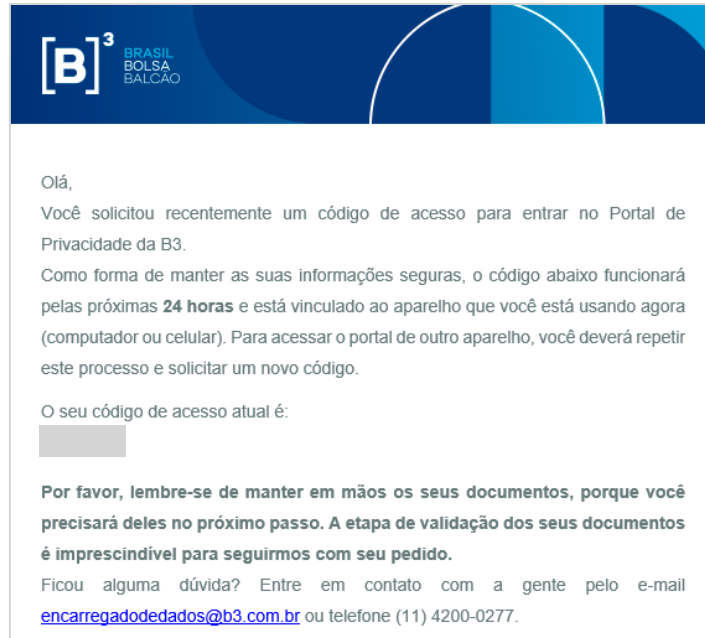 [B]³
BRASIL
BOLSA
BALCÃO
Olá,
Você solicitou recentemente um código de acesso para entrar no Portal de
Privacidade da B3.
Como forma de manter as suas informações seguras, o código abaixo funcionará
pelas próximas 24 horas e está vinculado ao aparelho que você está usando agora
(computador ou celular). Para acessar o portal de outro aparelho, você deverá repetir
este processo e solicitar um novo código.
O seu código de acesso atual é:
Por favor, lembre-se de manter em mãos os seus documentos, porque você
precisará deles no próximo passo. A etapa de validação dos seus documentos
é imprescindível para seguirmos com seu pedido.
Ficou alguma dúvida? Entre em contato com a gente pelo e-mail
encarregadodedados@b3.com.br ou telefone (11) 4200-0277.